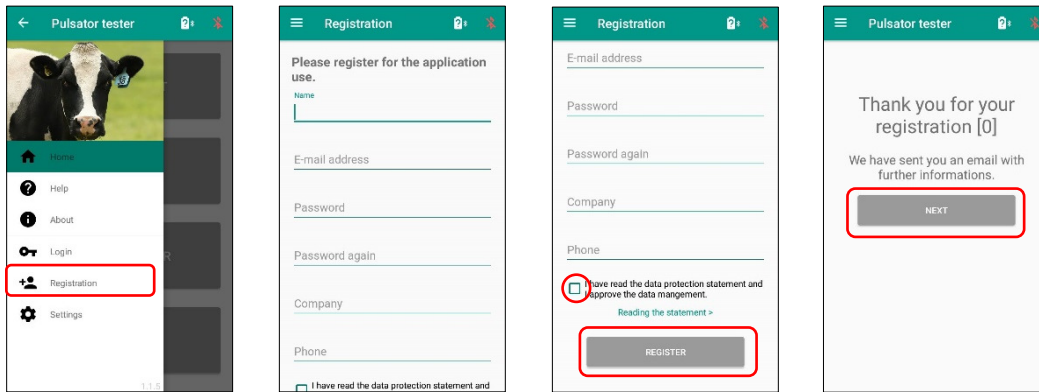 Pulsator tester
Home
Help
About
Login
R
Registration
Settings
1.1.5
Registration
Please register for the application
use.
Name
E-mail address
Password
Password again
Company
Phone
I have read the data protection statement and
Registration
E-mail address
Password
Password again
Company
Phone
I have read the data protection statement and
I approve the data mangement.
Reading the statement >
REGISTER
Pulsator tester
Thank you for your
registration [0]
We have sent you an email with
further informations.
NEXT